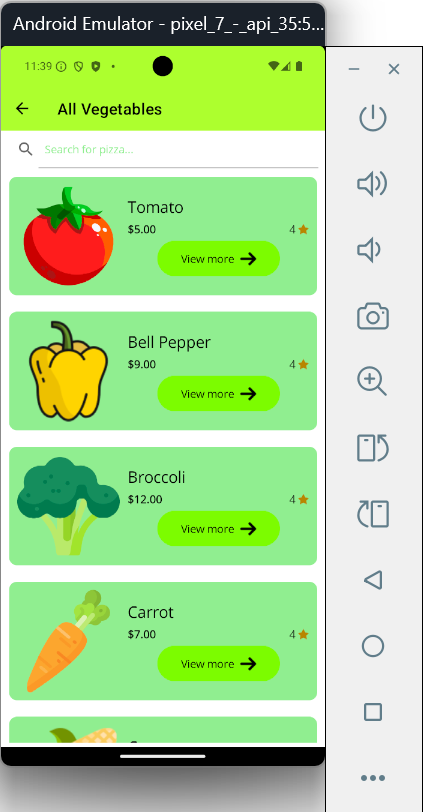 Android Emulator - pixel_7_-_api_35:5...
11:39
All Vegetables
Search for pizza...
Tomato
$5.00
4
View more
Bell Pepper
$9.00
4
View more
Broccoli
$12.00
4
View more
Carrot
$7.00
4
View more